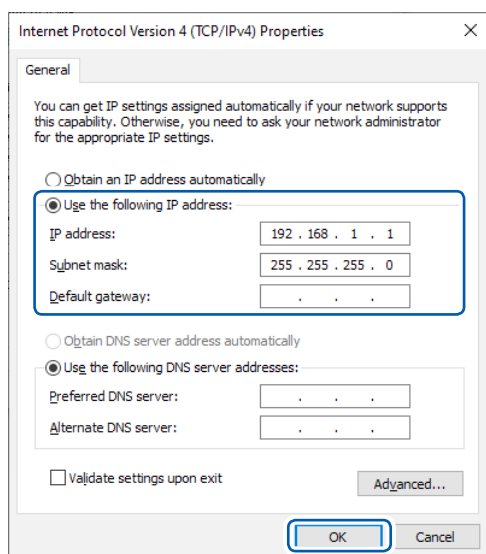 Internet Protocol Version 4 (TCP/IPv4) Properties
General
You can get IP settings assigned automatically if your network supports
this capability. Otherwise, you need to ask your network administrator
for the appropriate IP settings.
Obtain an IP address automatically
Use the following IP address:
IP address: 192 . 168 . 1 . 1
Subnet mask: 255 . 255 . 255 . 0
Default gateway: . . .
Obtain DNS server address automatically
Use the following DNS server addresses:
Preferred DNS server: . . .
Alternate DNS server: . . .
Validate settings upon exit
Advanced...
OK Cancel